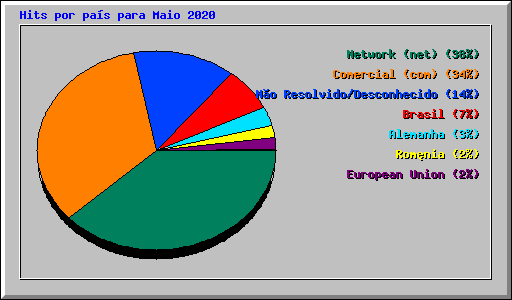 Hits por país para Maio 2020
Network (net) (38%)
Comercial (com) (34%)
Não Resolvido/Desconhecido (14%)
Brasil (7%)
Alemanha (3%)
Romęnia (2%)
European Union (2%)